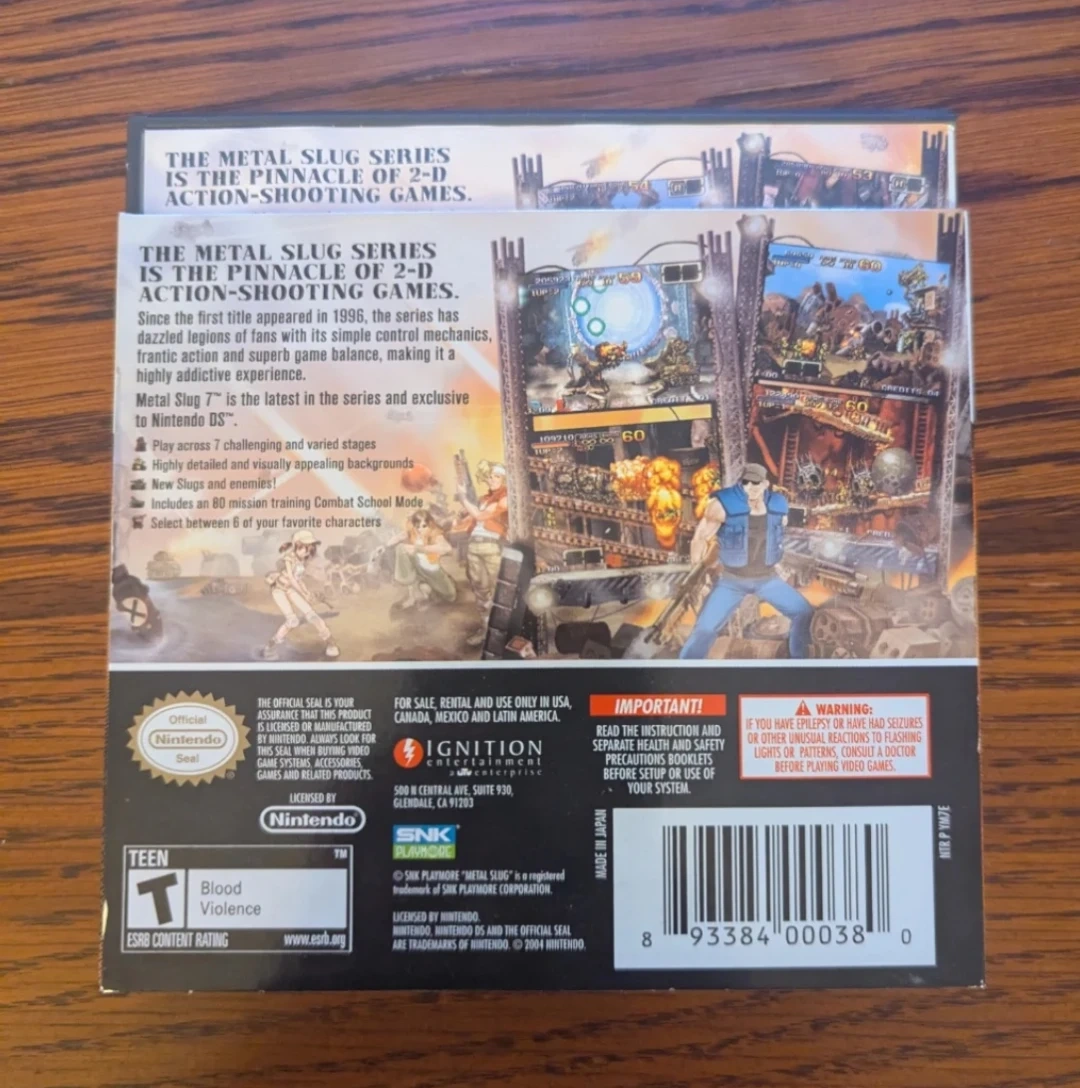 THE METAL SLUG SERIES
IS THE PINNACLE OF 2-D
ACTION-SHOOTING GAMES.
THE METAL SLUG SERIES
IS THE PINNACLE OF 2-D
ACTION-SHOOTING GAMES.
Since the first title appeared in 1996, the series has
dazzled legions of fans with its simple control mechanics,
frantic action and superb game balance, making it a
highly addictive experience.
Metal Slug 7™ is the latest in the series and exclusive
to Nintendo DS™.
Play across 7 challenging and varied stages
Highly detailed and visually appealing backgrounds
New Slugs and enemies!
Includes an 80 mission training Combat School Mode
Select between 6 of your favorite characters
54
53
59
60
60
60
Official
Nintendo
Seal
THE OFFICIAL SEAL IS YOUR
ASSURANCE THAT THIS PRODUCT
IS LICENSED OR MANUFACTURED
BY NINTENDO. ALWAYS LOOK FOR
THIS SEAL WHEN BUYING VIDEO
GAME SYSTEMS, ACCESSORIES,
GAMES AND RELATED PRODUCTS.
LICENSED BY
Nintendo
TEEN
TM
T
Blood
Violence
ESRB CONTENT RATING www.esrb.org
FOR SALE, RENTAL AND USE ONLY IN USA,
CANADA, MEXICO AND LATIN AMERICA.
IGNITION
entertainment
a utv enterprise
500 N CENTRAL AVE, SUITE 930,
GLENDALE, CA 91203
SNK
PLAYMORE
© SNK PLAYMORE "METAL SLUG" is a registered
trademark of SNK PLAYMORE CORPORATION.
LICENSED BY NINTENDO.
NINTENDO, NINTENDO DS AND THE OFFICIAL SEAL
ARE TRADEMARKS OF NINTENDO. © 2004 NINTENDO.
IMPORTANT!
READ THE INSTRUCTION AND
SEPARATE HEALTH AND SAFETY
PRECAUTIONS BOOKLETS
BEFORE SETUP OR USE OF
YOUR SYSTEM.
WARNING:
IF YOU HAVE EPILEPSY OR HAVE HAD SEIZURES
OR OTHER UNUSUAL REACTIONS TO FLASHING
LIGHTS OR PATTERNS, CONSULT A DOCTOR
BEFORE PLAYING VIDEO GAMES.
MADE IN JAPAN
8 93384 00038 0
NTR P YM7E